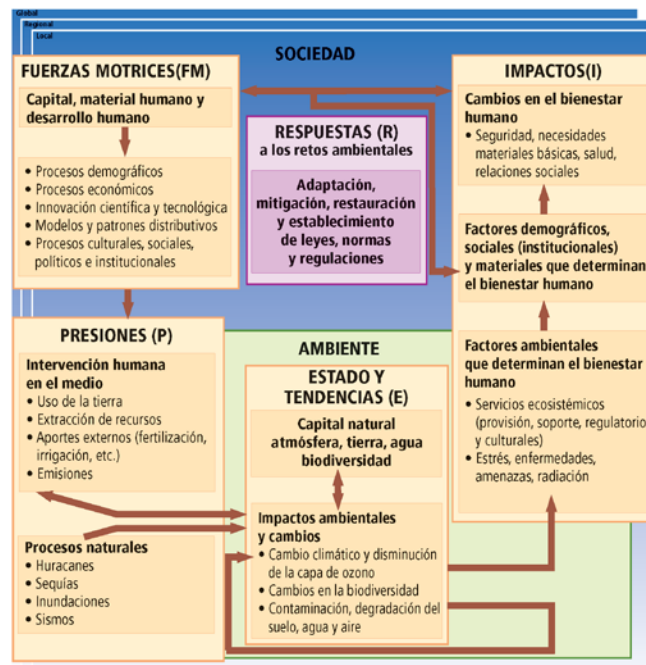 Global
Regional
Local
SOCIEDAD
FUERZAS MOTRICES(FM)
Capital, material humano y
desarrollo humano
• Procesos demográficos
• Procesos económicos
• Innovación científica y tecnológica
• Modelos y patrones distributivos
• Procesos culturales, sociales,
políticos e institucionales
RESPUESTAS (R)
a los retos ambientales
Adaptación,
mitigación, restauración
y establecimiento
de leyes, normas
y regulaciones
IMPACTOS(I)
Cambios en el bienestar
humano
• Seguridad, necesidades
materiales básicas, salud,
relaciones sociales
Factores demográficos,
sociales (institucionales)
y materiales que determinan
el bienestar humano
Factores ambientales
que determinan el bienestar
humano
• Servicios ecosistémicos
(provisión, soporte, regulatorio
y culturales)
• Estrés, enfermedades,
amenazas, radiación
PRESIONES (P)
Intervención humana
en el medio
• Uso de la tierra
• Extracción de recursos
• Aportes externos (fertilización,
irrigación, etc.)
• Emisiones
Procesos naturales
• Huracanes
• Sequías
• Inundaciones
• Sismos
AMBIENTE
ESTADO Y
TENDENCIAS (E)
Capital natural
atmósfera, tierra, agua
biodiversidad
Impactos ambientales
y cambios
• Cambio climático y disminución
de la capa de ozono
• Cambios en la biodiversidad
• Contaminación, degradación del
suelo, agua y aire